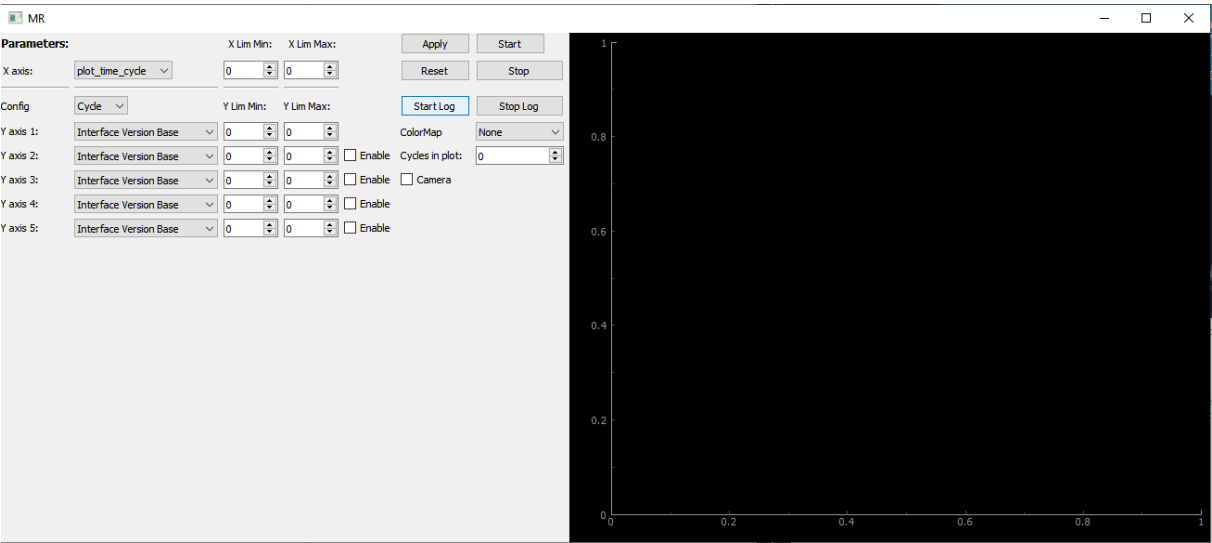 MR
Parameters: X Lim Min: X Lim Max: Apply Start
X axis: plot_time_cycle 0 0 Reset Stop
Config Cycle Y Lim Min: Y Lim Max: Start Log Stop Log
Y axis 1: Interface Version Base 0 0 ColorMap None
Y axis 2: Interface Version Base 0 0 Enable Cycles in plot: 0
Y axis 3: Interface Version Base 0 0 Enable Camera
Y axis 4: Interface Version Base 0 0 Enable
Y axis 5: Interface Version Base 0 0 Enable
1
0.8
0.6
0.4
0.2
0
0 0.2 0.4 0.6 0.8 1